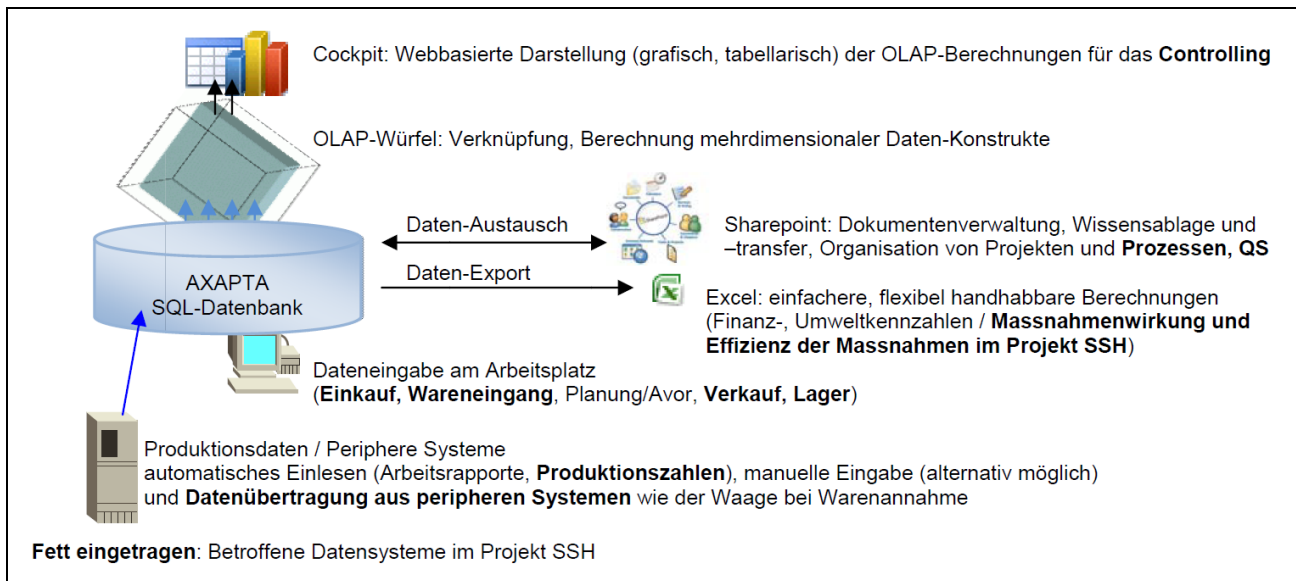 Cockpit: Webbasierte Darstellung (grafisch, tabellarisch) der OLAP-Berechnungen für das Controlling
OLAP-Würfel: Verknüpfung, Berechnung mehrdimensionaler Daten-Konstrukte
Daten-Austausch
Sharepoint: Dokumentenverwaltung, Wissensablage und
–transfer, Organisation von Projekten und Prozessen, QS
Daten-Export
AXAPTA
SQL-Datenbank
Excel: einfachere, flexibel handhabbare Berechnungen
(Finanz-, Umweltkennzahlen / Massnahmenwirkung und
Effizienz der Massnahmen im Projekt SSH)
Dateneingabe am Arbeitsplatz
(Einkauf, Wareneingang, Planung/Avor, Verkauf, Lager)
Produktionsdaten / Periphere Systeme
automatisches Einlesen (Arbeitsrapporte, Produktionszahlen), manuelle Eingabe (alternativ möglich)
und Datenübertragung aus peripheren Systemen wie der Waage bei Warenannahme
Fett eingetragen: Betroffene Datensysteme im Projekt SSH